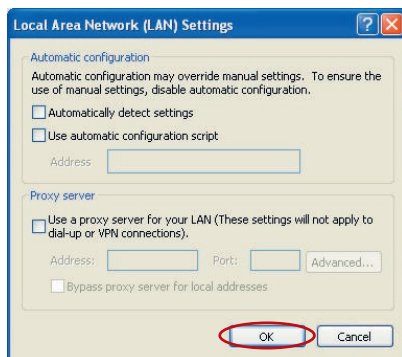 Local Area Network (LAN) Settings
Automatic configuration
Automatic configuration may override manual settings. To ensure the
use of manual settings, disable automatic configuration.
Automatically detect settings
Use automatic configuration script
Address
Proxy server
Use a proxy server for your LAN (These settings will not apply to
dial-up or VPN connections).
Address: Port: Advanced...
Bypass proxy server for local addresses
OK Cancel